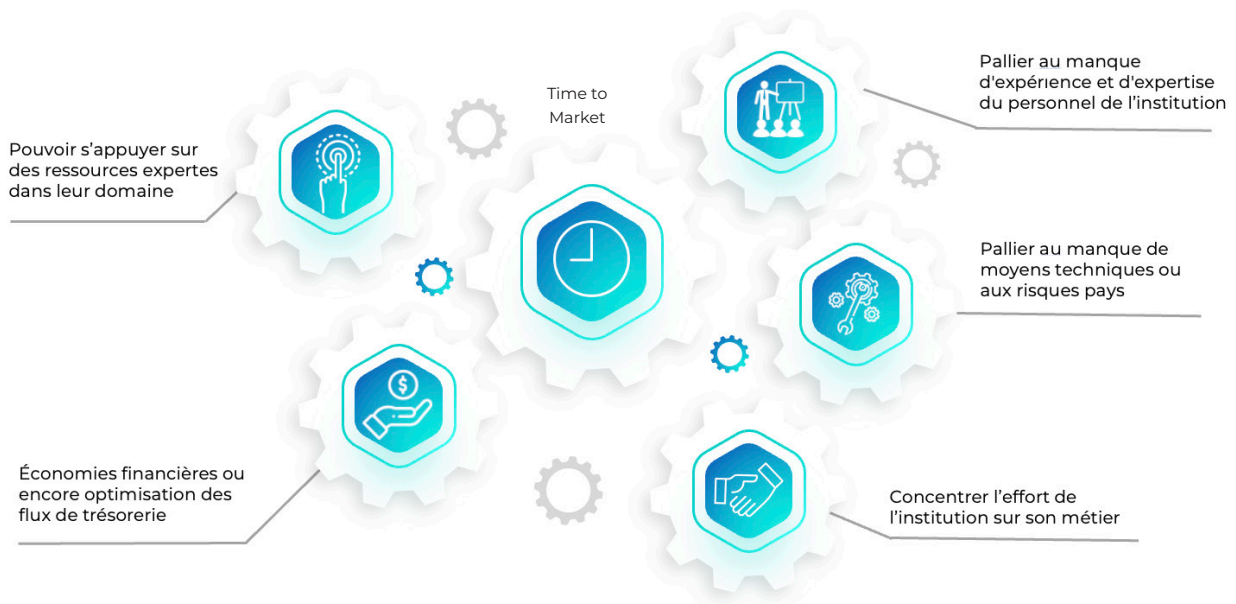 Time to
Market
Pouvoir s'appuyer sur
des ressources expertes
dans leur domaine
Pallier au manque
d'expérience et d'expertise
du personnel de l'institution
Pallier au manque de
moyens techniques ou
aux risques pays
Économies financières ou
encore optimisation des
flux de trésorerie
Concentrer l'effort de
l'institution sur son métier
$